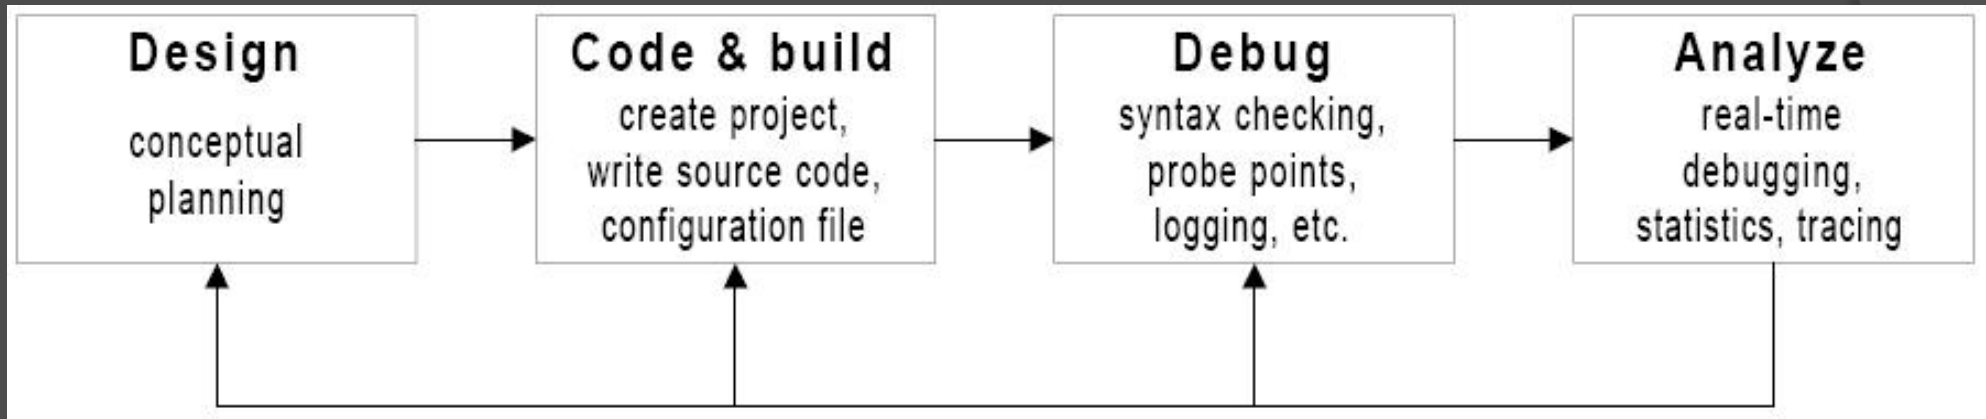 Design
conceptual
planning
Code & build
create project,
write source code,
configuration file
Debug
syntax checking,
probe points,
logging, etc.
Analyze
real-time
debugging,
statistics, tracing